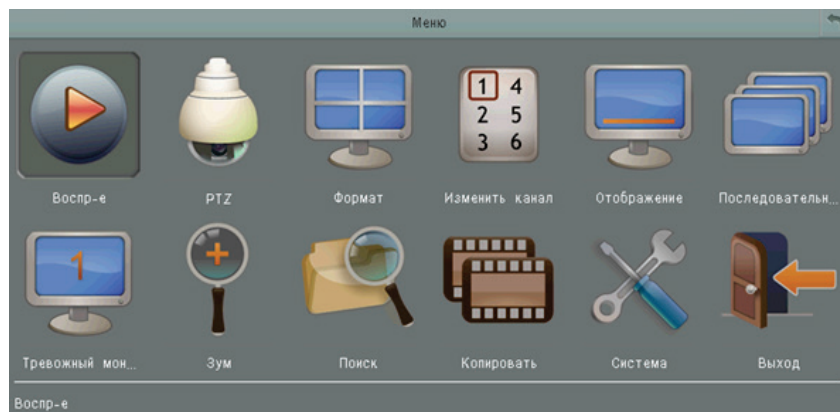 Меню
1 4
2 5
3 6
Воспр-е PTZ Формат Изменить канал Отображение Последовательн...
1
Тревожный мон... Зум Поиск Копировать Система Выход
Воспр-е